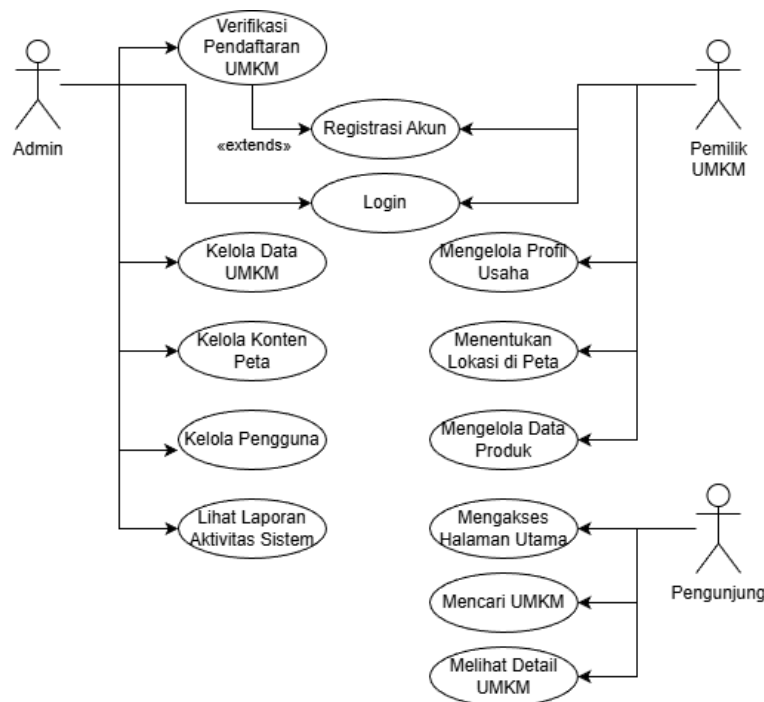 Verifikasi
Pendaftaran
UMKM
Admin
«extends»
Registrasi Akun
Pemilik
UMKM
Login
Kelola Data
UMKM
Mengelola Profil
Usaha
Kelola Konten
Peta
Menentukan
Lokasi di Peta
Kelola Pengguna
Mengelola Data
Produk
Lihat Laporan
Aktivitas Sistem
Mengakses
Halaman Utama
Pengunjung
Mencari UMKM
Melihat Detail
UMKM